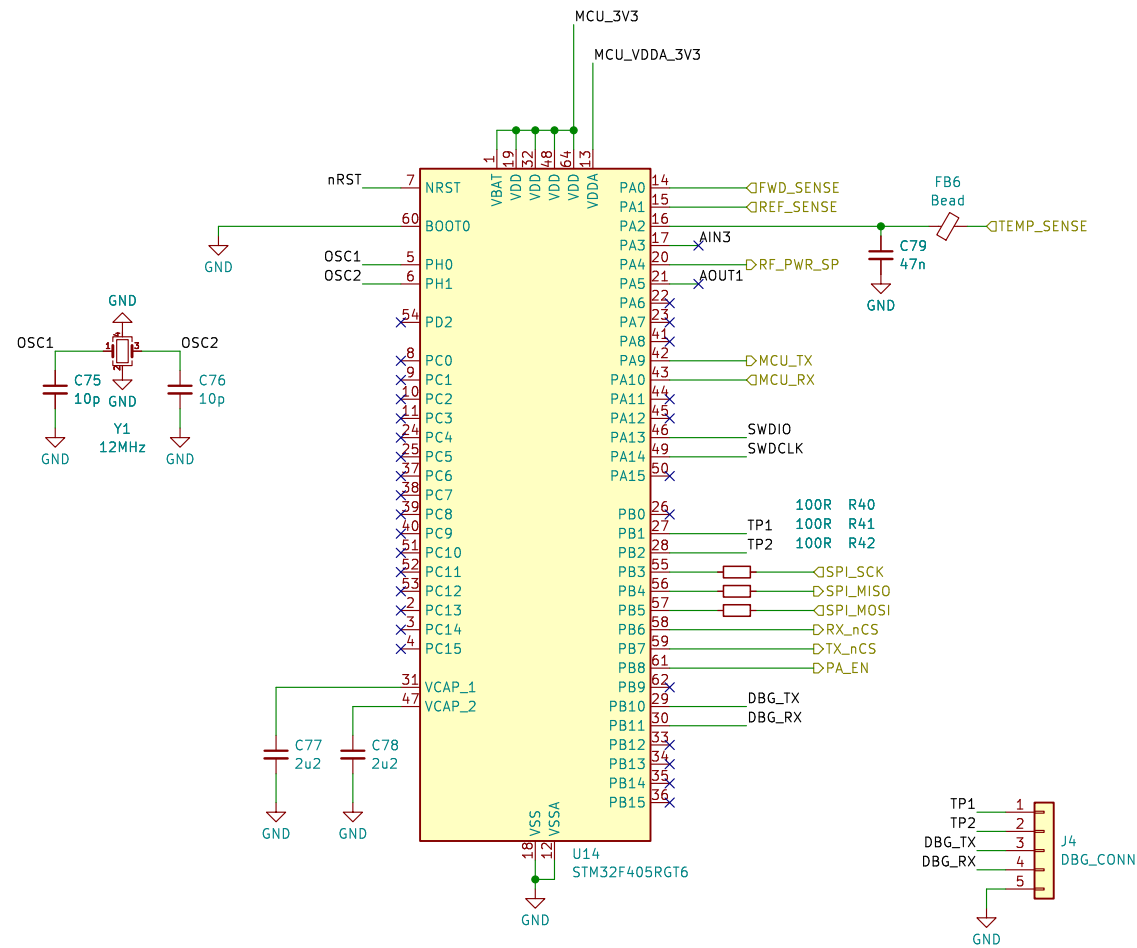 MCU_3V3
MCU_VDDA_3V3
1 19 32 48 64 13
VBAT VDD VDD VDD VDD VDDA
nRST 7 NRST
60 BOOT0
GND
OSC1 5 PH0
OSC2 6 PH1
54 PD2
8 PC0
9 PC1
10 PC2
11 PC3
24 PC4
25 PC5
37 PC6
38 PC7
39 PC8
40 PC9
51 PC10
52 PC11
53 PC12
2 PC13
3 PC14
4 PC15
31 VCAP_1
47 VCAP_2
PA0 14 FWD_SENSE
PA1 15 REF_SENSE
PA2 16
PA3 17 AIN3
PA4 20 RF_PWR_SP
PA5 21 AOUT1
PA6 22
PA7 23
PA8 41
PA9 42 MCU_TX
PA10 43 MCU_RX
PA11 44
PA12 45
PA13 46 SWDIO
PA14 49 SWDCLK
PA15 50
PB0 26
PB1 27 TP1
PB2 28 TP2
100R R40
100R R41
100R R42
PB3 55 SPI_SCK
PB4 56 SPI_MISO
PB5 57 SPI_MOSI
PB6 58 RX_nCS
PB7 59 TX_nCS
PB8 61 PA_EN
PB9 62
PB10 29 DBG_TX
PB11 30 DBG_RX
PB12 33
PB13 34
PB14 35
PB15 36
VSS VSSA
18 12
GND
U14
STM32F405RGT6
FB6
Bead
TEMP_SENSE
C79
47n
GND
GND
4
OSC1 1 3 OSC2
2
GND
C75
10p
C76
10p
Y1
12MHz
GND
GND
C77
2u2
C78
2u2
GND
GND
TP1 1
TP2 2
DBG_TX 3
DBG_RX 4
5
J4
DBG_CONN
GND